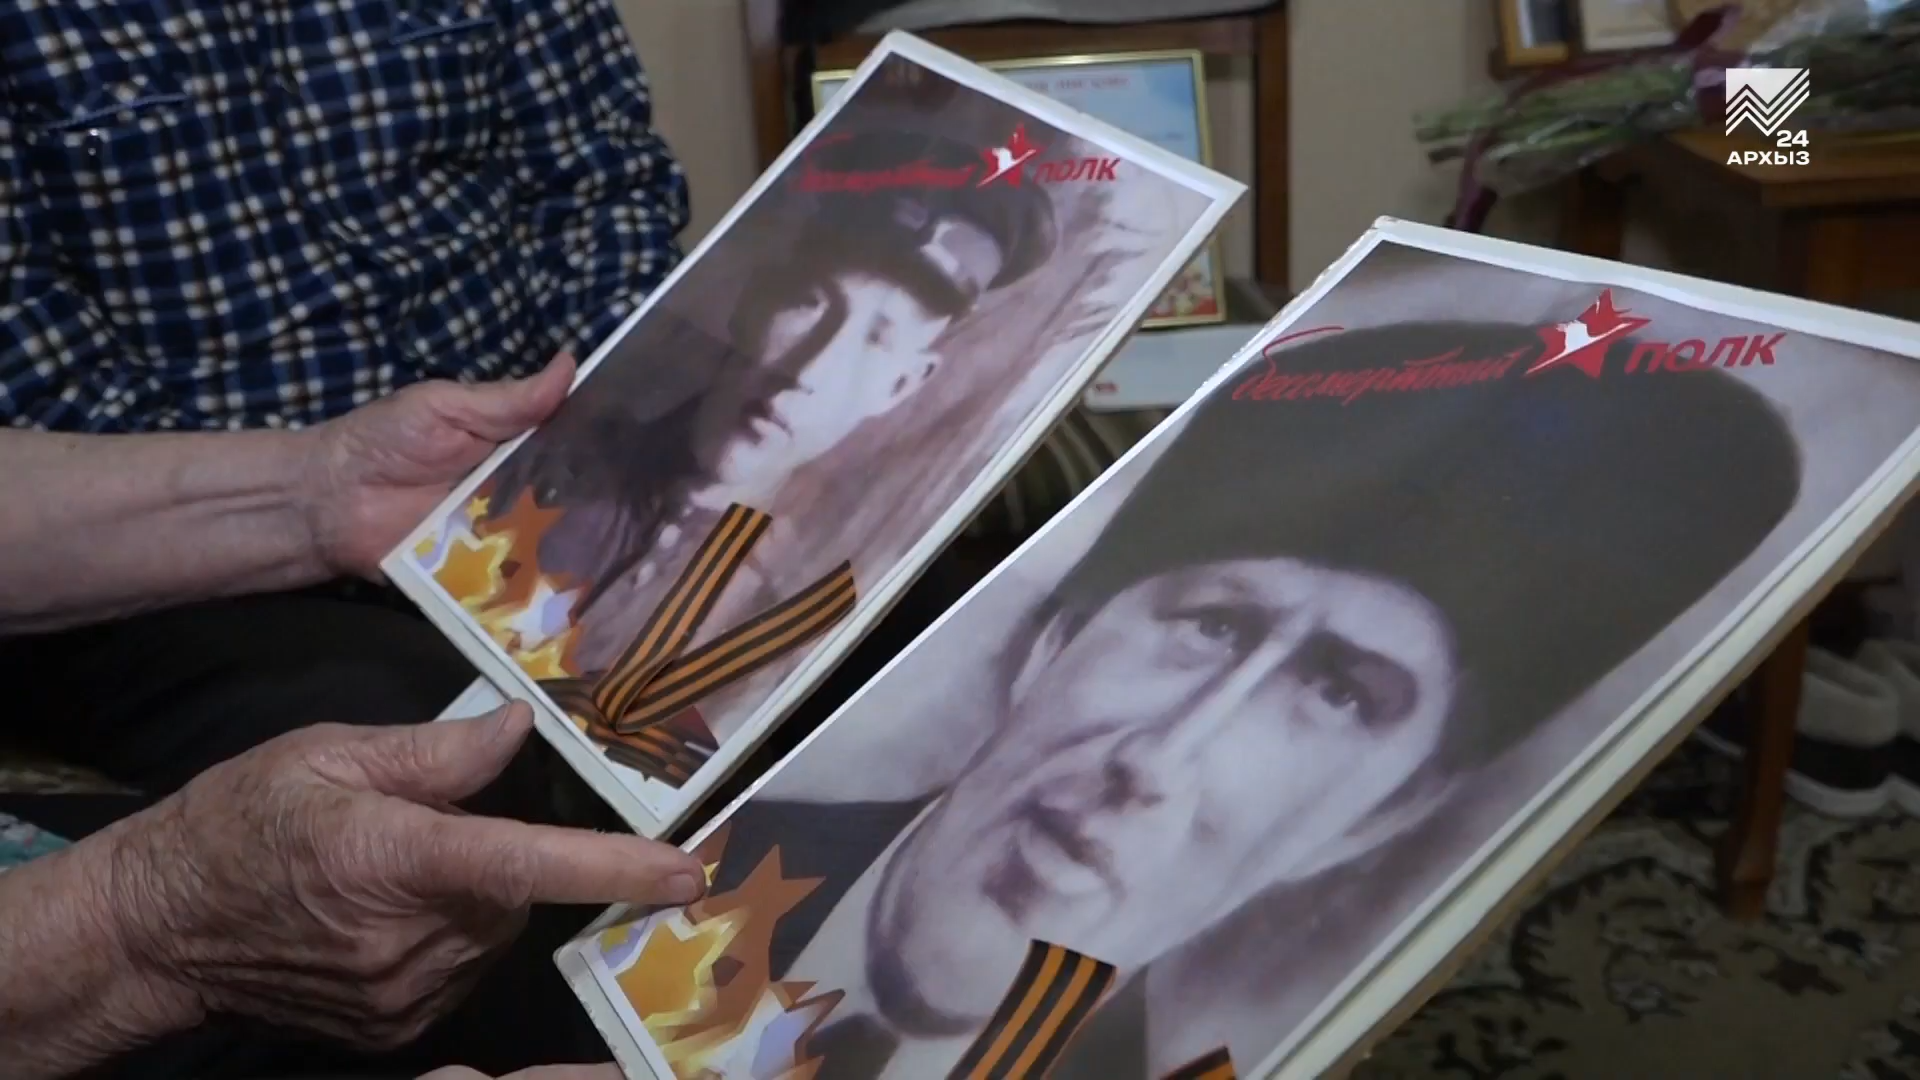 24
АРХЫЗ
Бессмертный полк
Бессмертный полк